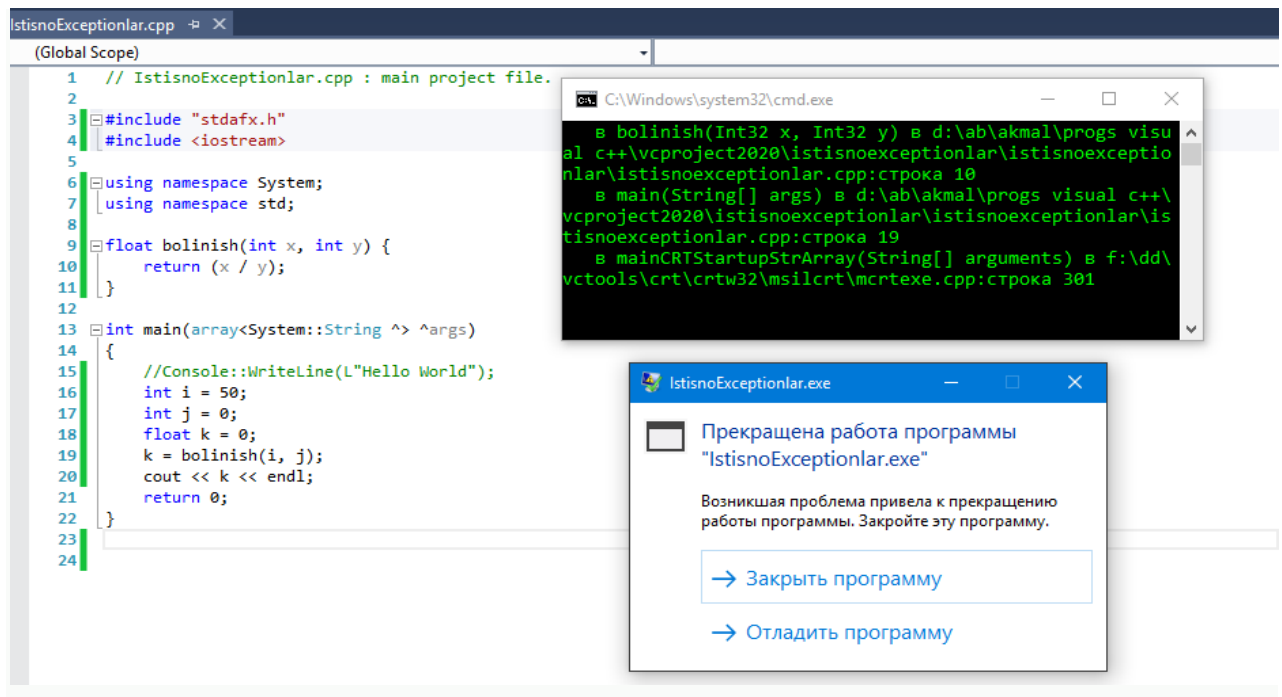 IstisnoExceptionlar.cpp
(Global Scope)
1 // IstisnoExceptionlar.cpp : main project file.
2
3 #include "stdafx.h"
4 #include <iostream>
5
6 using namespace System;
7 using namespace std;
8
9 float bolinish(int x, int y) {
10 return (x / y);
11 }
12
13 int main(array<System::String ^> ^args)
14 {
15 //Console::WriteLine(L"Hello World");
16 int i = 50;
17 int j = 0;
18 float k = 0;
19 k = bolinish(i, j);
20 cout << k << endl;
21 return 0;
22 }
23
24
C:\Windows\system32\cmd.exe
в bolinish(Int32 x, Int32 y) в d:\ab\akmal\progs visu
al c++\vcproject2020\istisnoexceptionlar\istisnoexceptio
nlar\istisnoexceptionlar.cpp:строка 10
в main(String[] args) в d:\ab\akmal\progs visual c++\
vcproject2020\istisnoexceptionlar\istisnoexceptionlar\is
tisnoexceptionlar.cpp:строка 19
в mainCRTStartupStrArray(String[] arguments) в f:\dd\
vctools\crt\crtw32\msilcrt\mcrtexe.cpp:строка 301
IstisnoExceptionlar.exe
Прекращена работа программы
"IstisnoExceptionlar.exe"
Возникшая проблема привела к прекращению
работы программы. Закройте эту программу.
→ Закрыть программу
→ Отладить программу